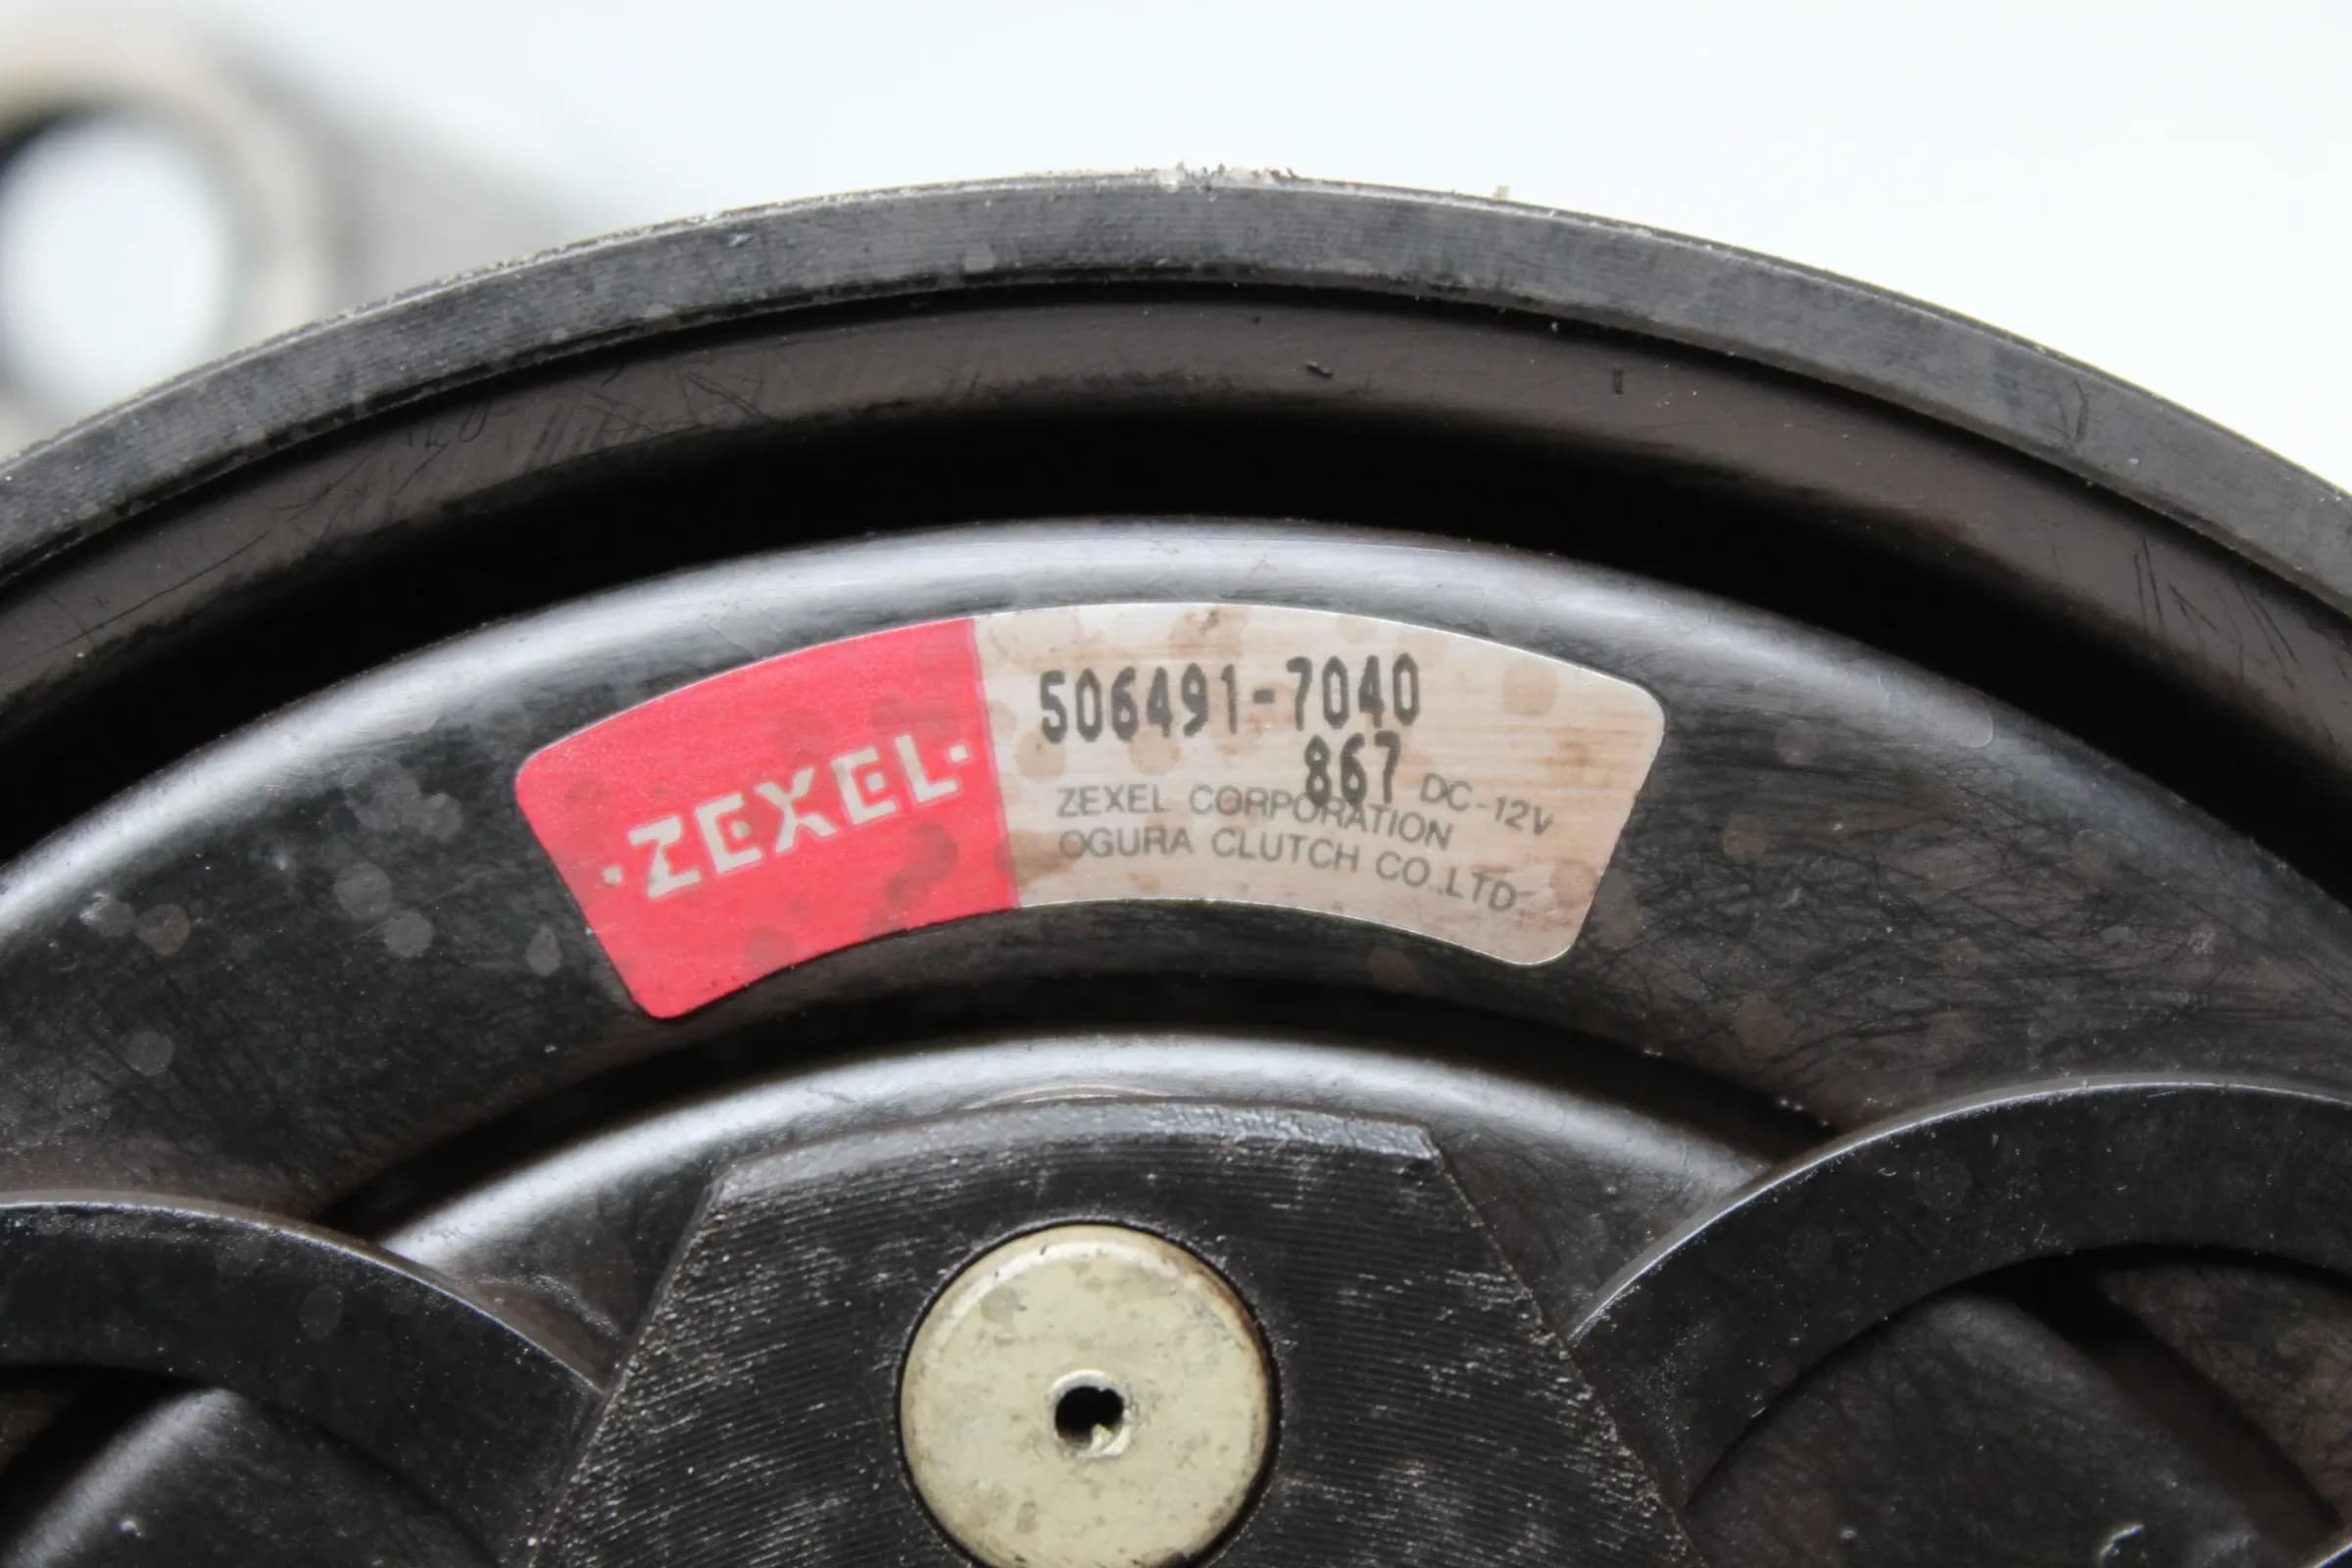 ·ZEXEL·
506491-7040
867 DC-12V
ZEXEL CORPORATION
OGURA CLUTCH CO.,LTD